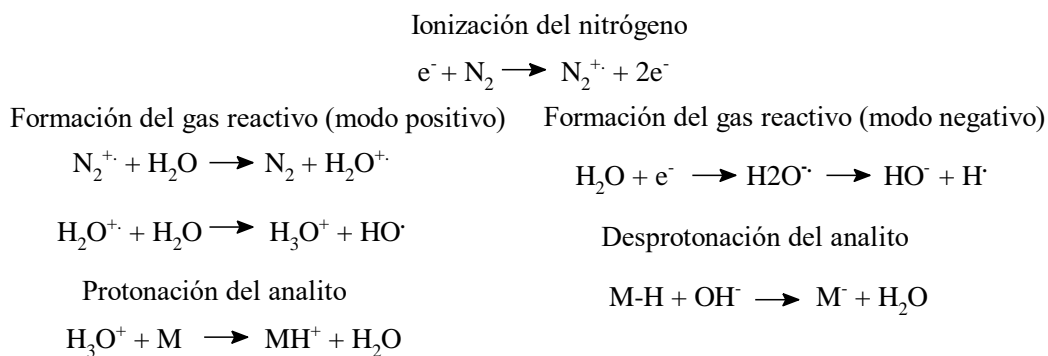 Ionización del nitrógeno
e⁻ + N₂ ⟶ N₂⁺· + 2e⁻
Formación del gas reactivo (modo positivo)
N₂⁺· + H₂O ⟶ N₂ + H₂O⁺·
H₂O⁺· + H₂O ⟶ H₃O⁺ + HO·
Protonación del analito
H₃O⁺ + M ⟶ MH⁺ + H₂O
Formación del gas reactivo (modo negativo)
H₂O + e⁻ ⟶ H2O⁻· ⟶ HO⁻ + H·
Desprotonación del analito
M-H + OH⁻ ⟶ M⁻ + H₂O